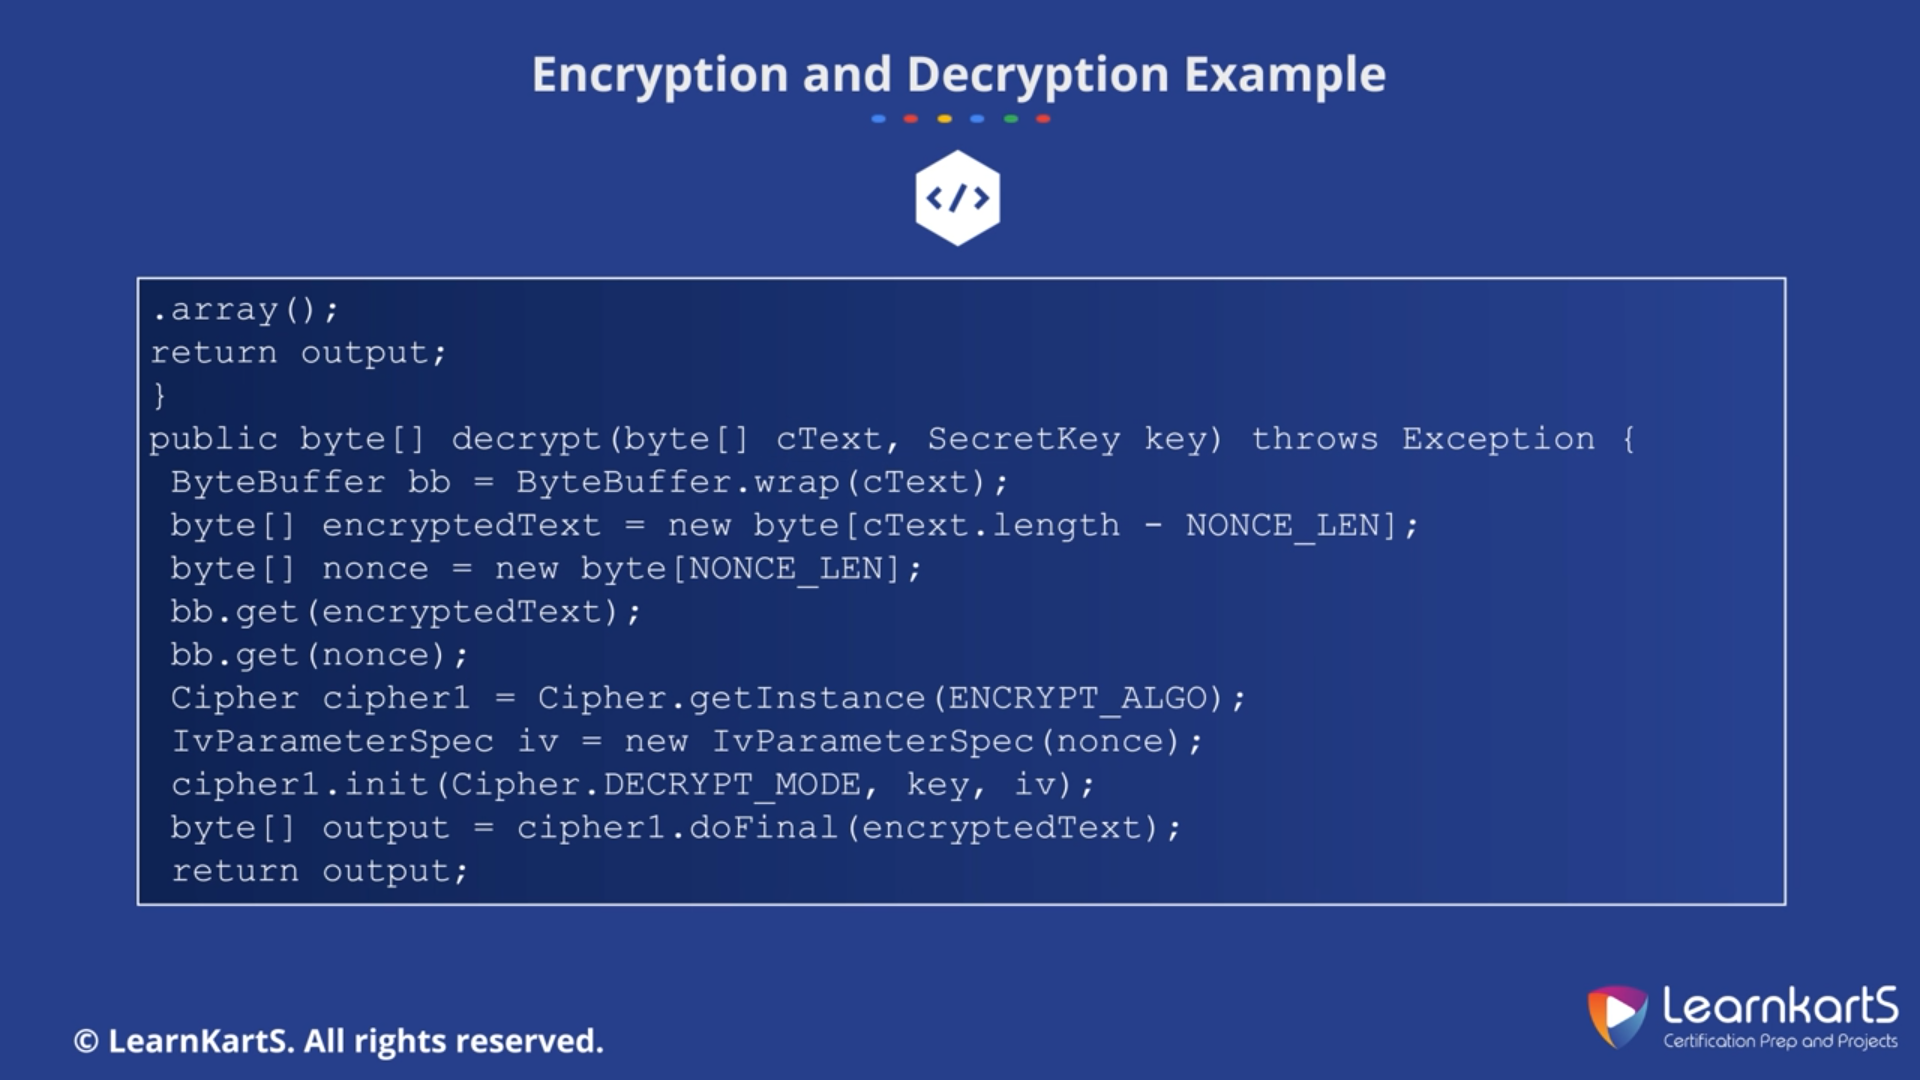 Encryption and Decryption Example
</>
.array();
return output;
}
public byte[] decrypt(byte[] cText, SecretKey key) throws Exception {
ByteBuffer bb = ByteBuffer.wrap(cText);
byte[] encryptedText = new byte[cText.length - NONCE_LEN];
byte[] nonce = new byte[NONCE_LEN];
bb.get(encryptedText);
bb.get(nonce);
Cipher cipher1 = Cipher.getInstance(ENCRYPT_ALGO);
IvParameterSpec iv = new IvParameterSpec(nonce);
cipher1.init(Cipher.DECRYPT_MODE, key, iv);
byte[] output = cipher1.doFinal(encryptedText);
return output;
© LearnKartS. All rights reserved.
LearnkartS
Certification Prep and Projects